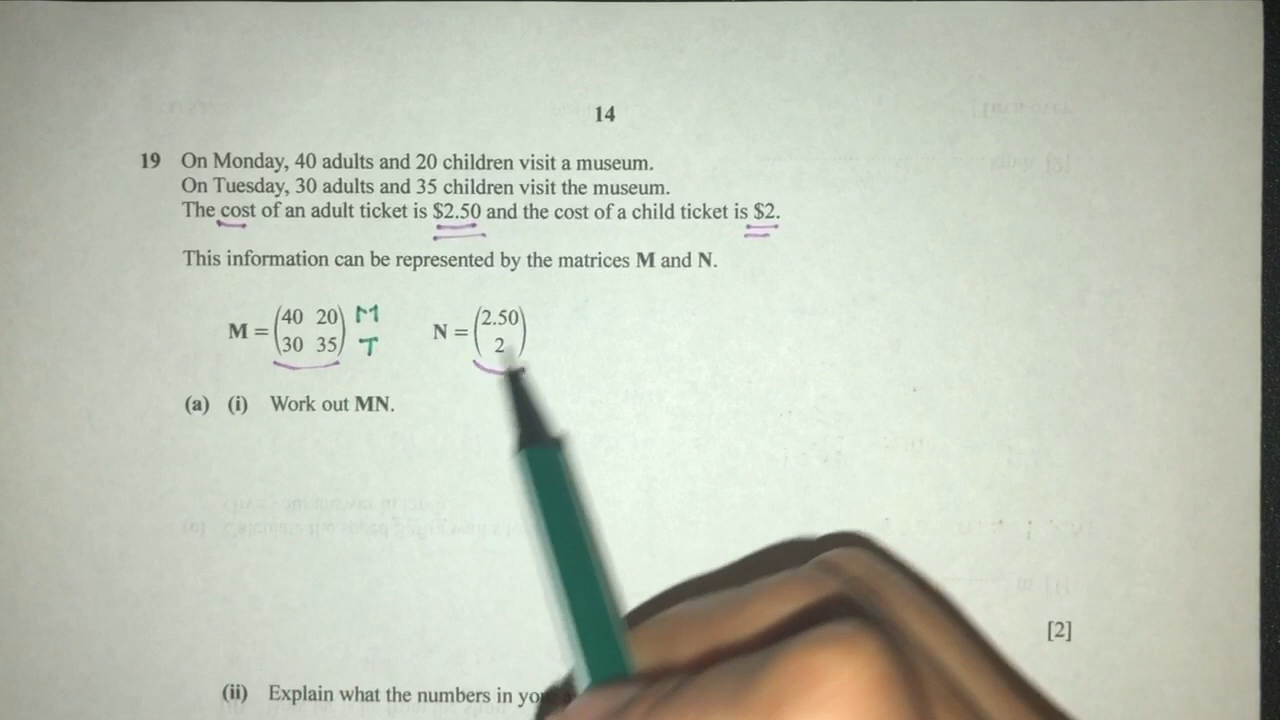 14
19 On Monday, 40 adults and 20 children visit a museum.
On Tuesday, 30 adults and 35 children visit the museum.
The cost of an adult ticket is $2.50 and the cost of a child ticket is $2.
This information can be represented by the matrices M and N.
M = (40 20) M N = (2.50)
(30 35) T (2)
(a) (i) Work out MN.
[2]
(ii) Explain what the numbers in